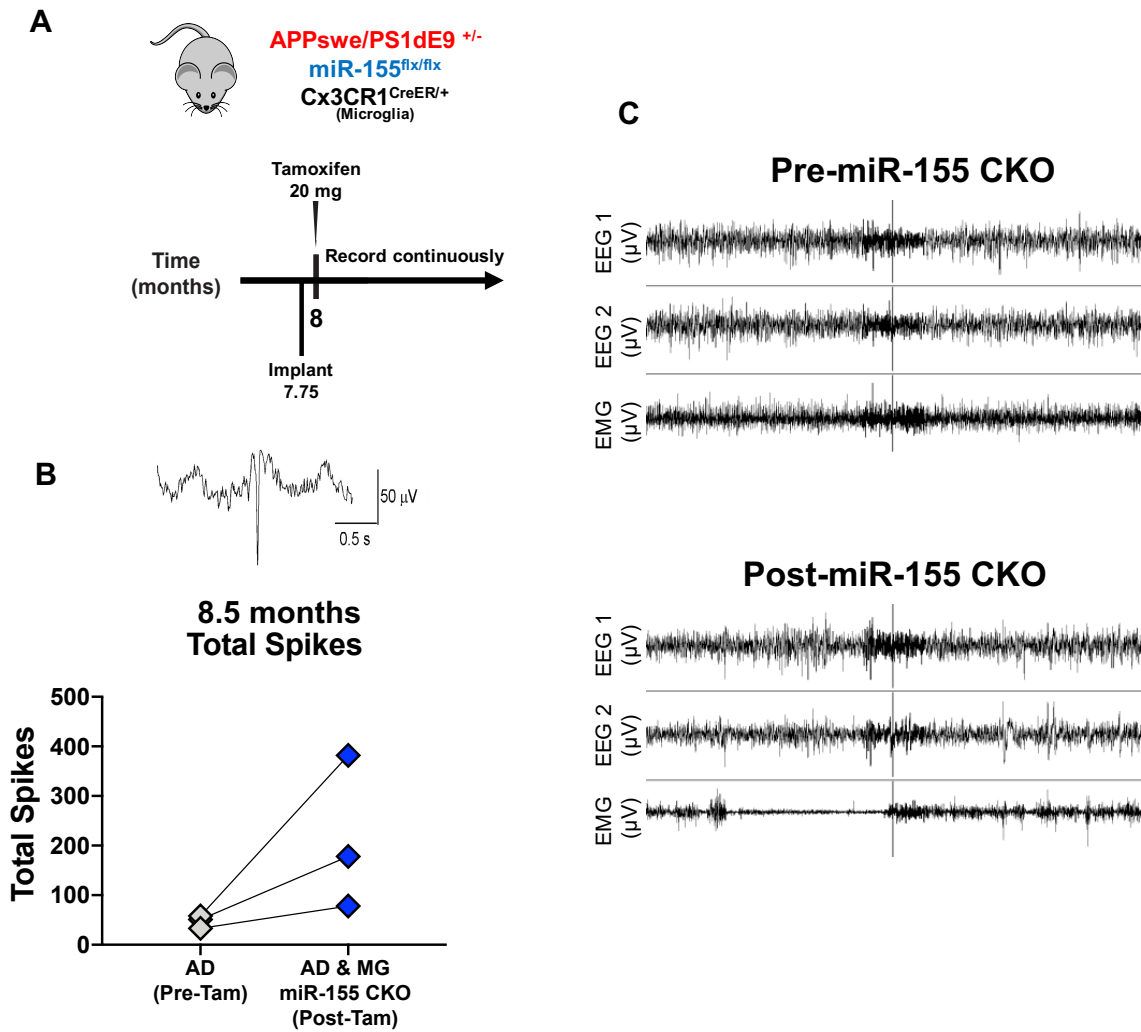 A
APPswe/PS1dE9 +/-
miR-155flx/flx
Cx3CR1CreER/+
(Microglia)
Tamoxifen
20 mg
Record continuously
Time
(months)
8
Implant
7.75
B
50 µV
0.5 s
8.5 months
Total Spikes
Total Spikes
500
400
300
200
100
0
AD
(Pre-Tam)
AD & MG
miR-155 CKO
(Post-Tam)
C
Pre-miR-155 CKO
EEG 1
(µV)
EEG 2
(µV)
EMG
(µV)
Post-miR-155 CKO
EEG 1
(µV)
EEG 2
(µV)
EMG
(µV)